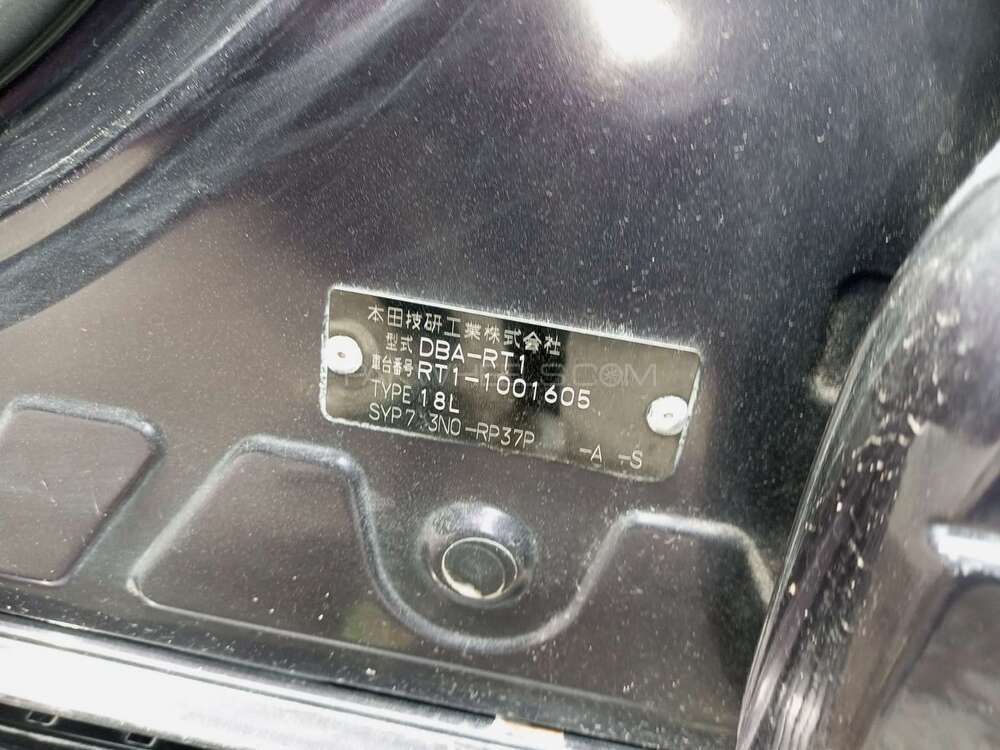 本田技研工業株式会社
型式 DBA-RT1
車台番号 RT1-1001605
TYPE 18L
SYP7 3N0-RP37P -A -S